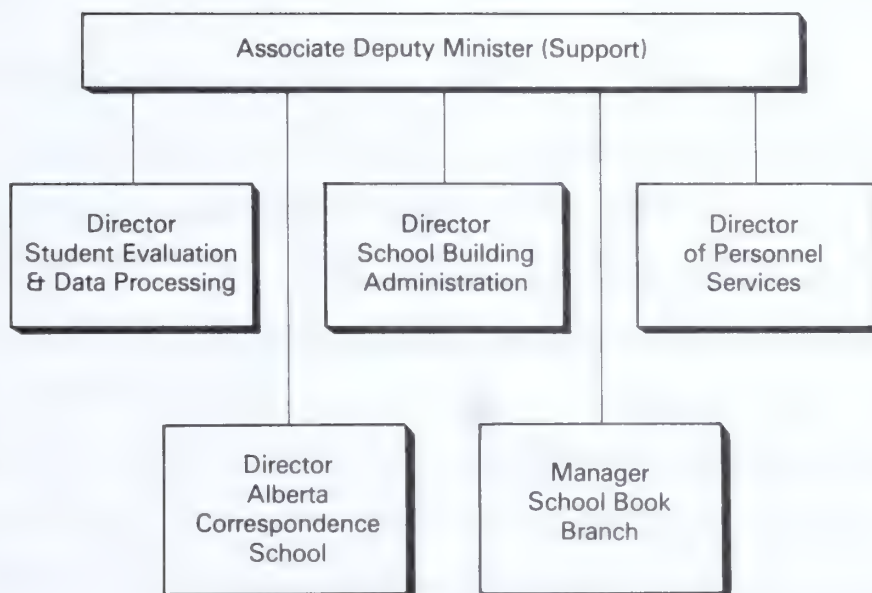 Associate Deputy Minister (Support)
Director
Student Evaluation
& Data Processing
Director
School Building
Administration
Director
of Personnel
Services
Director
Alberta
Correspondence
School
Manager
School Book
Branch